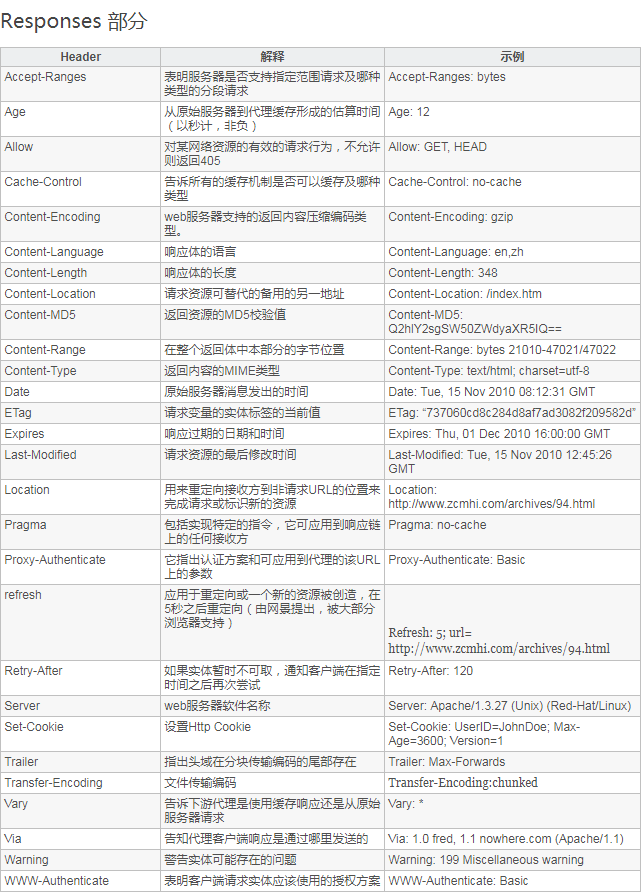 Responses 部分
Header 解释 示例
Accept-Ranges 表明服务器是否支持指定范围请求及哪种 Accept-Ranges: bytes
类型的分段请求
Age 从原始服务器到代理缓存形成的估算时间 Age: 12
（以秒计，非负）
Allow 对某网络资源的有效的请求行为，不允许 Allow: GET, HEAD
则返回405
Cache-Control 告诉所有的缓存机制是否可以缓存及哪种 Cache-Control: no-cache
类型
Content-Encoding web服务器支持的返回内容压缩编码类 Content-Encoding: gzip
型。
Content-Language 响应体的语言 Content-Language: en,zh
Content-Length 响应体的长度 Content-Length: 348
Content-Location 请求资源可替代的备用的另一地址 Content-Location: /index.htm
Content-MD5 返回资源的MD5校验值 Content-MD5:
Q2hlY2sgSW50ZWdyaXR5IQ==
Content-Range 在整个返回体中本部分的字节位置 Content-Range: bytes 21010-47021/47022
Content-Type 返回内容的MIME类型 Content-Type: text/html; charset=utf-8
Date 原始服务器消息发出的时间 Date: Tue, 15 Nov 2010 08:12:31 GMT
ETag 请求变量的实体标签的当前值 ETag: “737060cd8c284d8af7ad3082f209582d”
Expires 响应过期的日期和时间 Expires: Thu, 01 Dec 2010 16:00:00 GMT
Last-Modified 请求资源的最后修改时间 Last-Modified: Tue, 15 Nov 2010 12:45:26
GMT
Location 用来重定向接收方到非请求URL的位置来 Location:
完成请求或标识新的资源 http://www.zcmhi.com/archives/94.html
Pragma 包括实现特定的指令，它可应用到响应链 Pragma: no-cache
上的任何接收方
Proxy-Authenticate 它指出认证方案和可应用到代理的该URL Proxy-Authenticate: Basic
上的参数
refresh 应用于重定向或一个新的资源被创造，在
5秒之后重定向（由网景提出，被大部分
浏览器支持）
Refresh: 5; url=
http://www.zcmhi.com/archives/94.html
Retry-After 如果实体暂时不可取，通知客户端在指定 Retry-After: 120
时间之后再次尝试
Server web服务器软件名称 Server: Apache/1.3.27 (Unix) (Red-Hat/Linux)
Set-Cookie 设置Http Cookie Set-Cookie: UserID=JohnDoe; Max-
Age=3600; Version=1
Trailer 指出头域在分块传输编码的尾部存在 Trailer: Max-Forwards
Transfer-Encoding 文件传输编码 Transfer-Encoding:chunked
Vary 告诉下游代理是使用缓存响应还是从原始 Vary: *
服务器请求
Via 告知代理客户端响应是通过哪里发送的 Via: 1.0 fred, 1.1 nowhere.com (Apache/1.1)
Warning 警告实体可能存在的问题 Warning: 199 Miscellaneous warning
WWW-Authenticate 表明客户端请求实体应该使用的授权方案 WWW-Authenticate: Basic